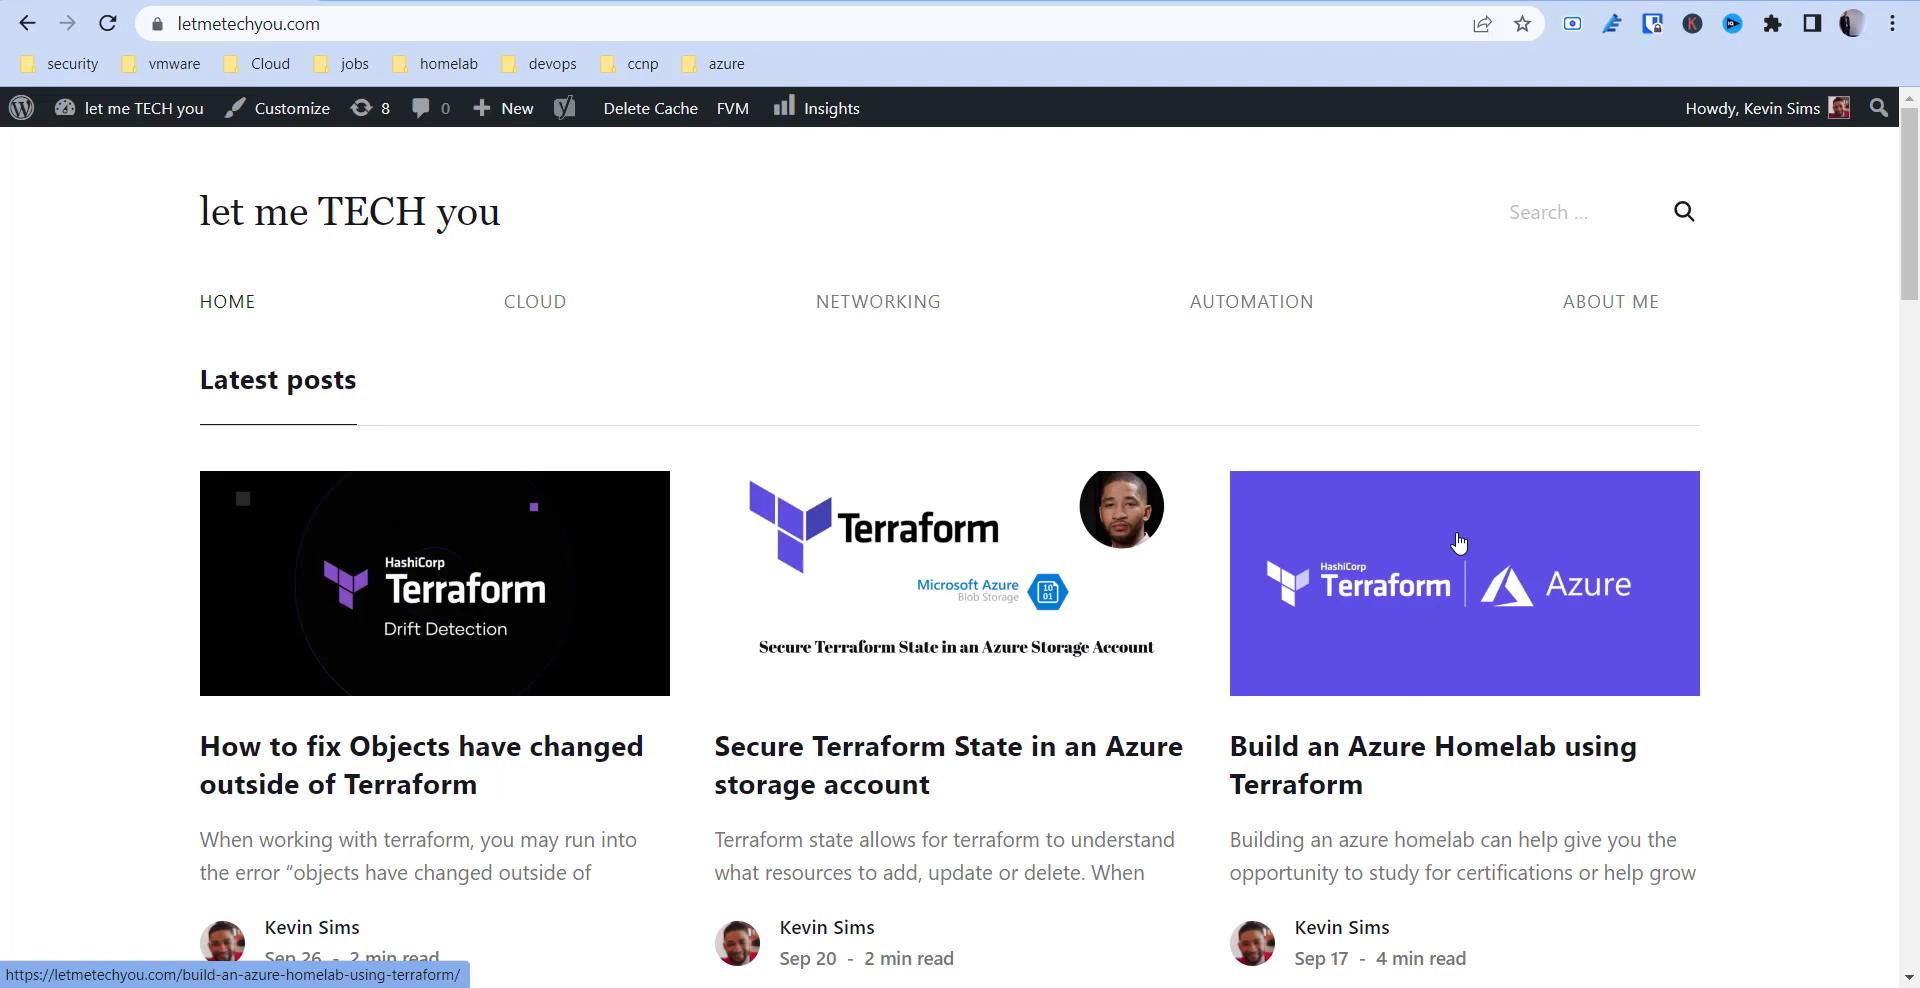 letmetechyou.com
security vmware Cloud jobs homelab devops ccnp azure
let me TECH you Customize 8 0 New Delete Cache FVM Insights Howdy, Kevin Sims
let me TECH you
Search ...
HOME CLOUD NETWORKING AUTOMATION ABOUT ME
Latest posts
HashiCorp
Terraform
Drift Detection
Terraform
Microsoft Azure
Blob Storage
10
01
Secure Terraform State in an Azure Storage Account
HashiCorp
Terraform
Azure
How to fix Objects have changed
outside of Terraform
When working with terraform, you may run into
the error “objects have changed outside of
Kevin Sims
Sep 26 - 2 min read
Secure Terraform State in an Azure
storage account
Terraform state allows for terraform to understand
what resources to add, update or delete. When
Kevin Sims
Sep 20 - 2 min read
Build an Azure Homelab using
Terraform
Building an azure homelab can help give you the
opportunity to study for certifications or help grow
Kevin Sims
Sep 17 - 4 min read
https://letmetechyou.com/build-an-azure-homelab-using-terraform/